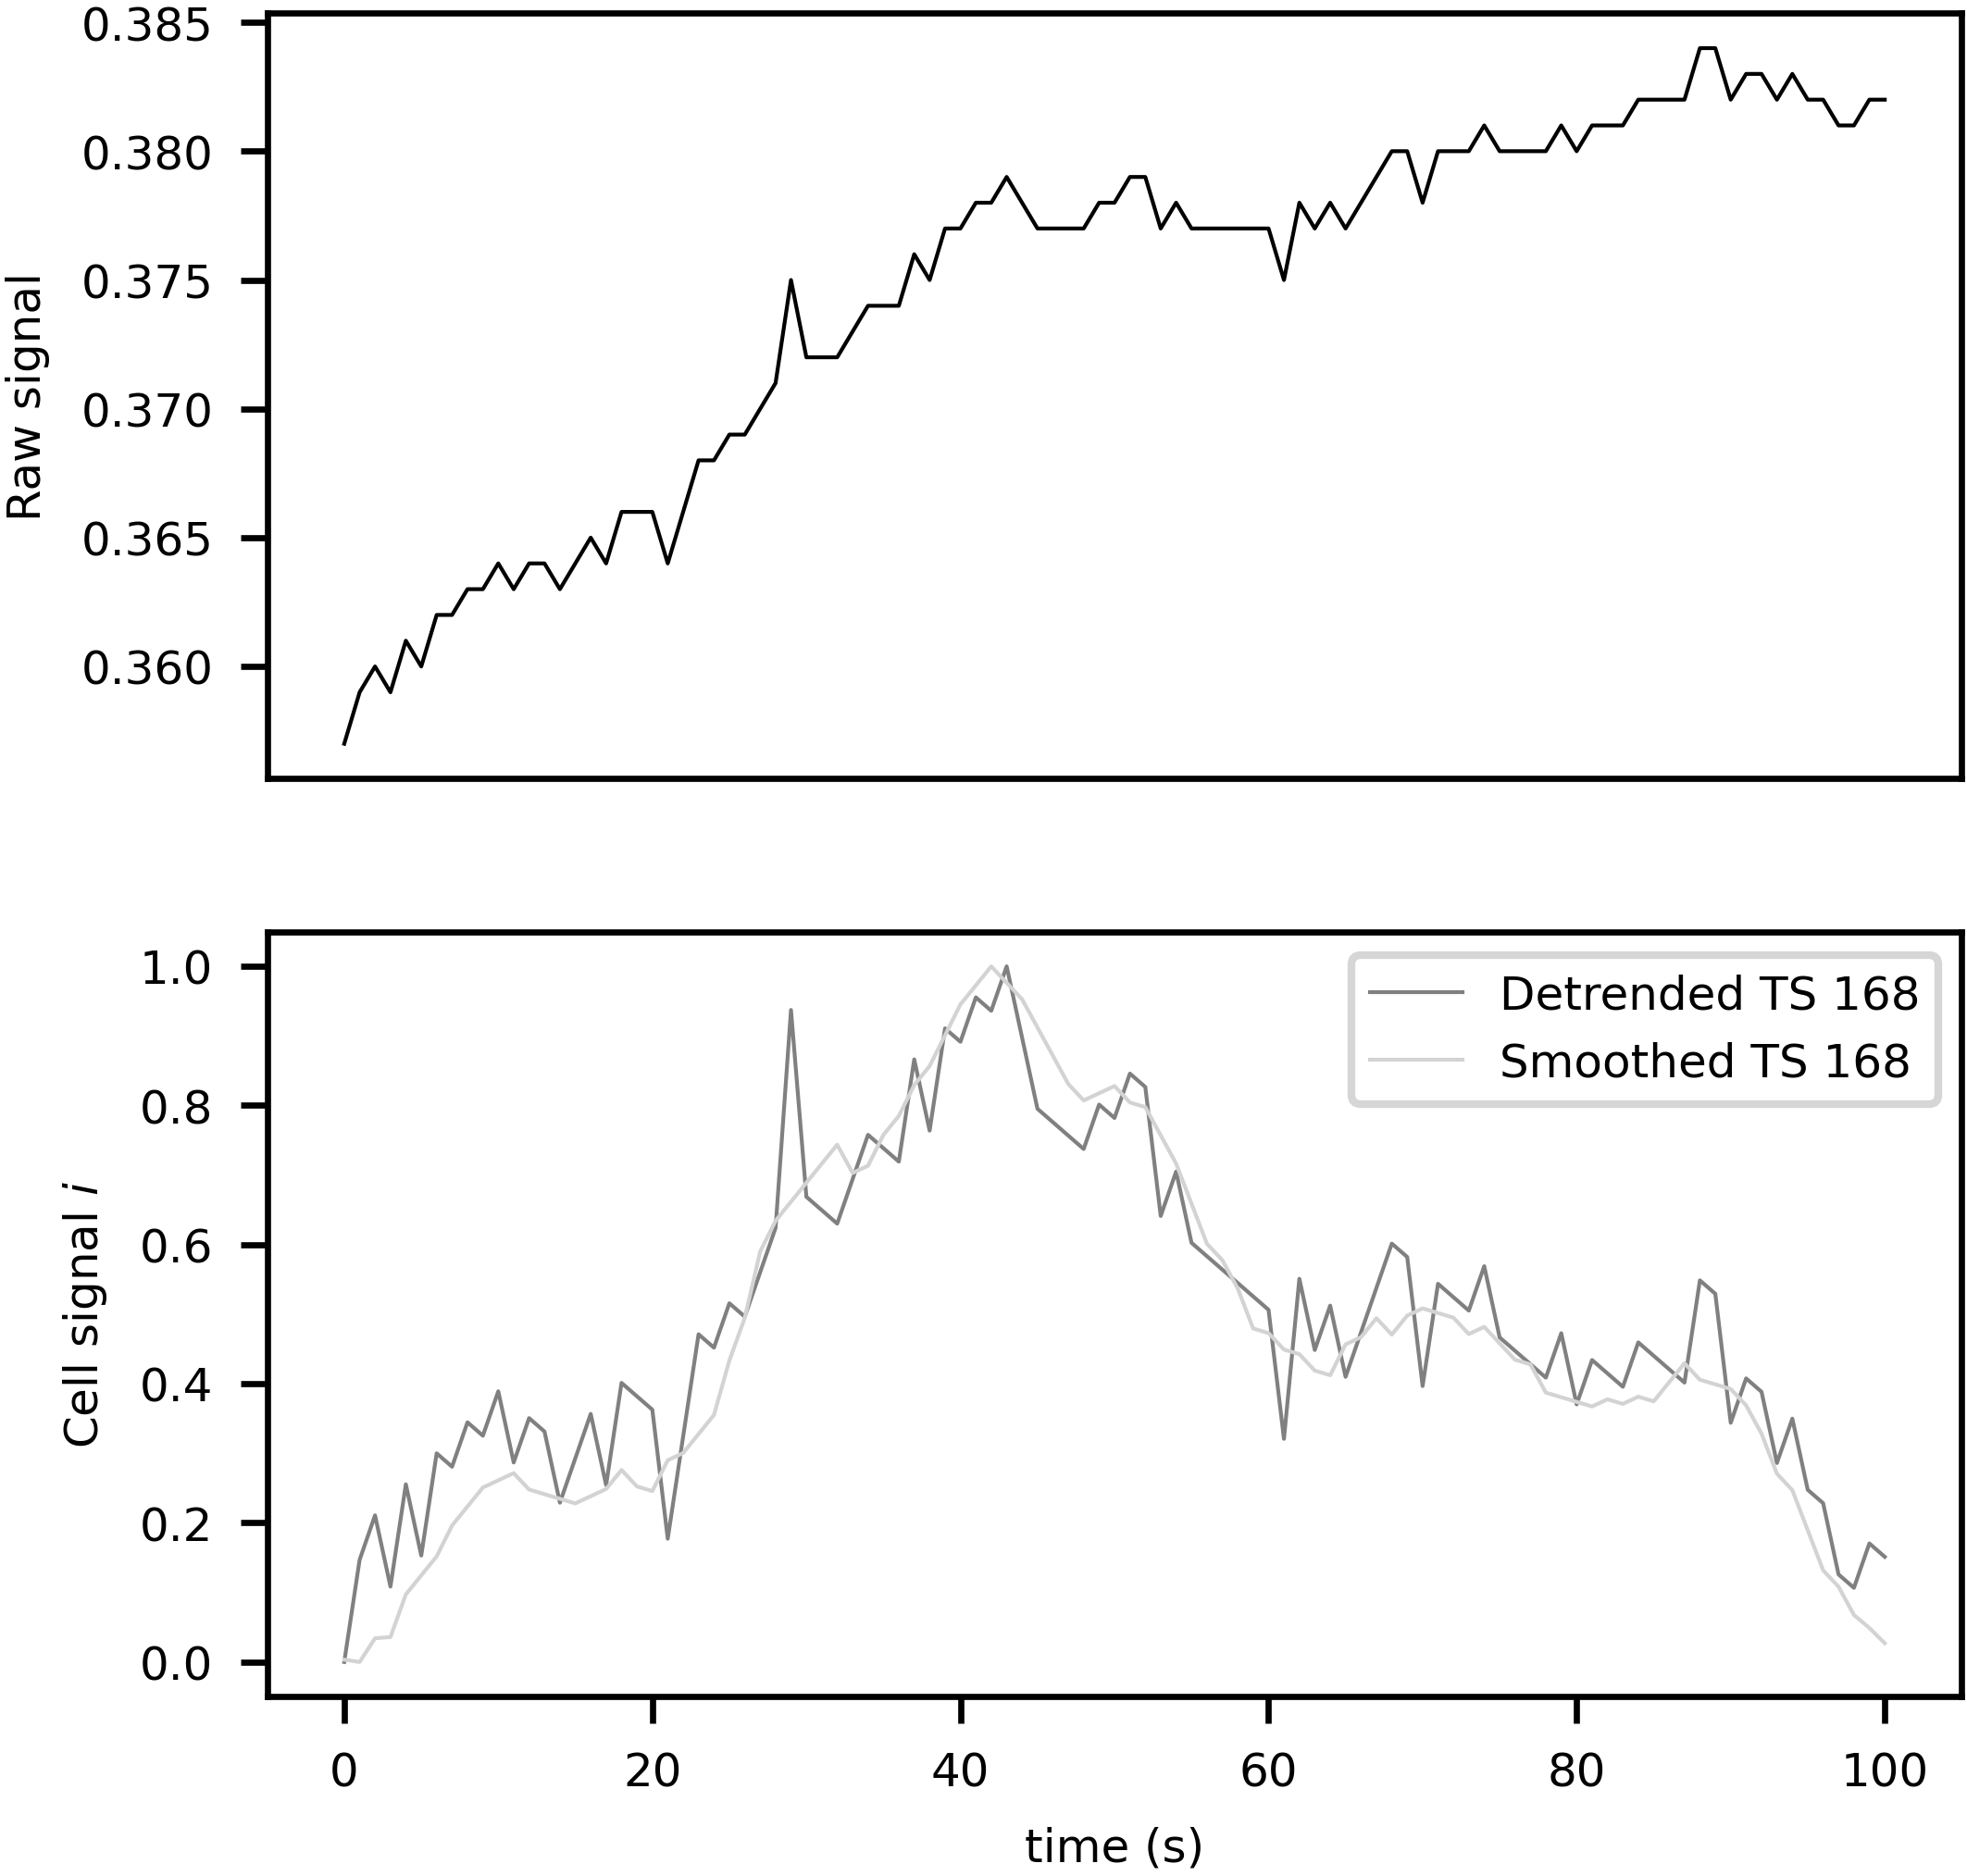 0.385
0.380
0.375
0.370
0.365
0.360
Raw signal
1.0
0.8
0.6
0.4
0.2
0.0
Cell signal i
Detrended TS 168
Smoothed TS 168
0 20 40 60 80 100
time (s)